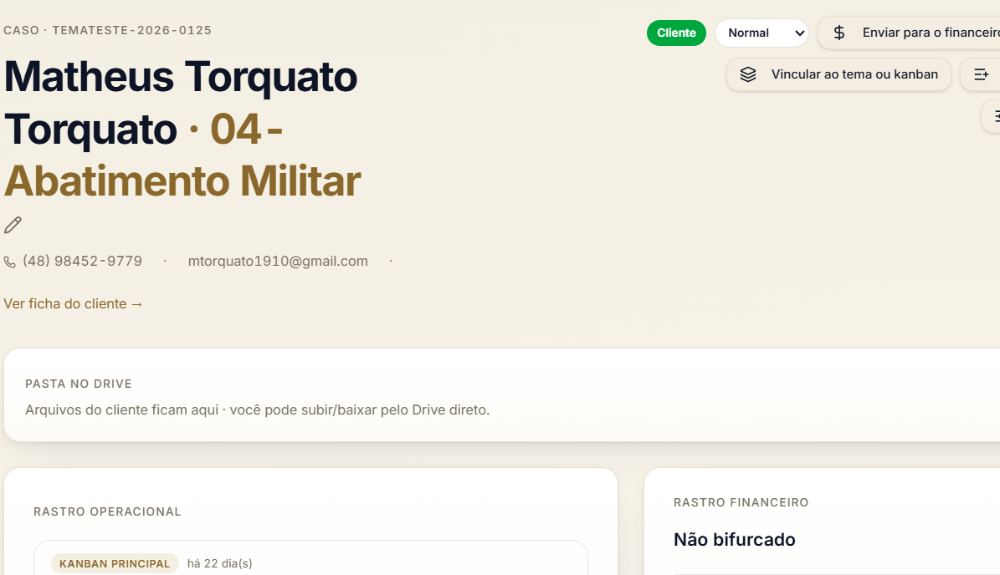 CASO · TEMATESTE-2026-0125
Cliente
Normal
Enviar para o financeiro
Matheus Torquato
Torquato · 04-
Abatimento Militar
Vincular ao tema ou kanban
(48) 98452-9779 · mtorquato1910@gmail.com ·
Ver ficha do cliente →
PASTA NO DRIVE
Arquivos do cliente ficam aqui · você pode subir/baixar pelo Drive direto.
RASTRO OPERACIONAL
KANBAN PRINCIPAL há 22 dia(s)
RASTRO FINANCEIRO
Não bifurcado